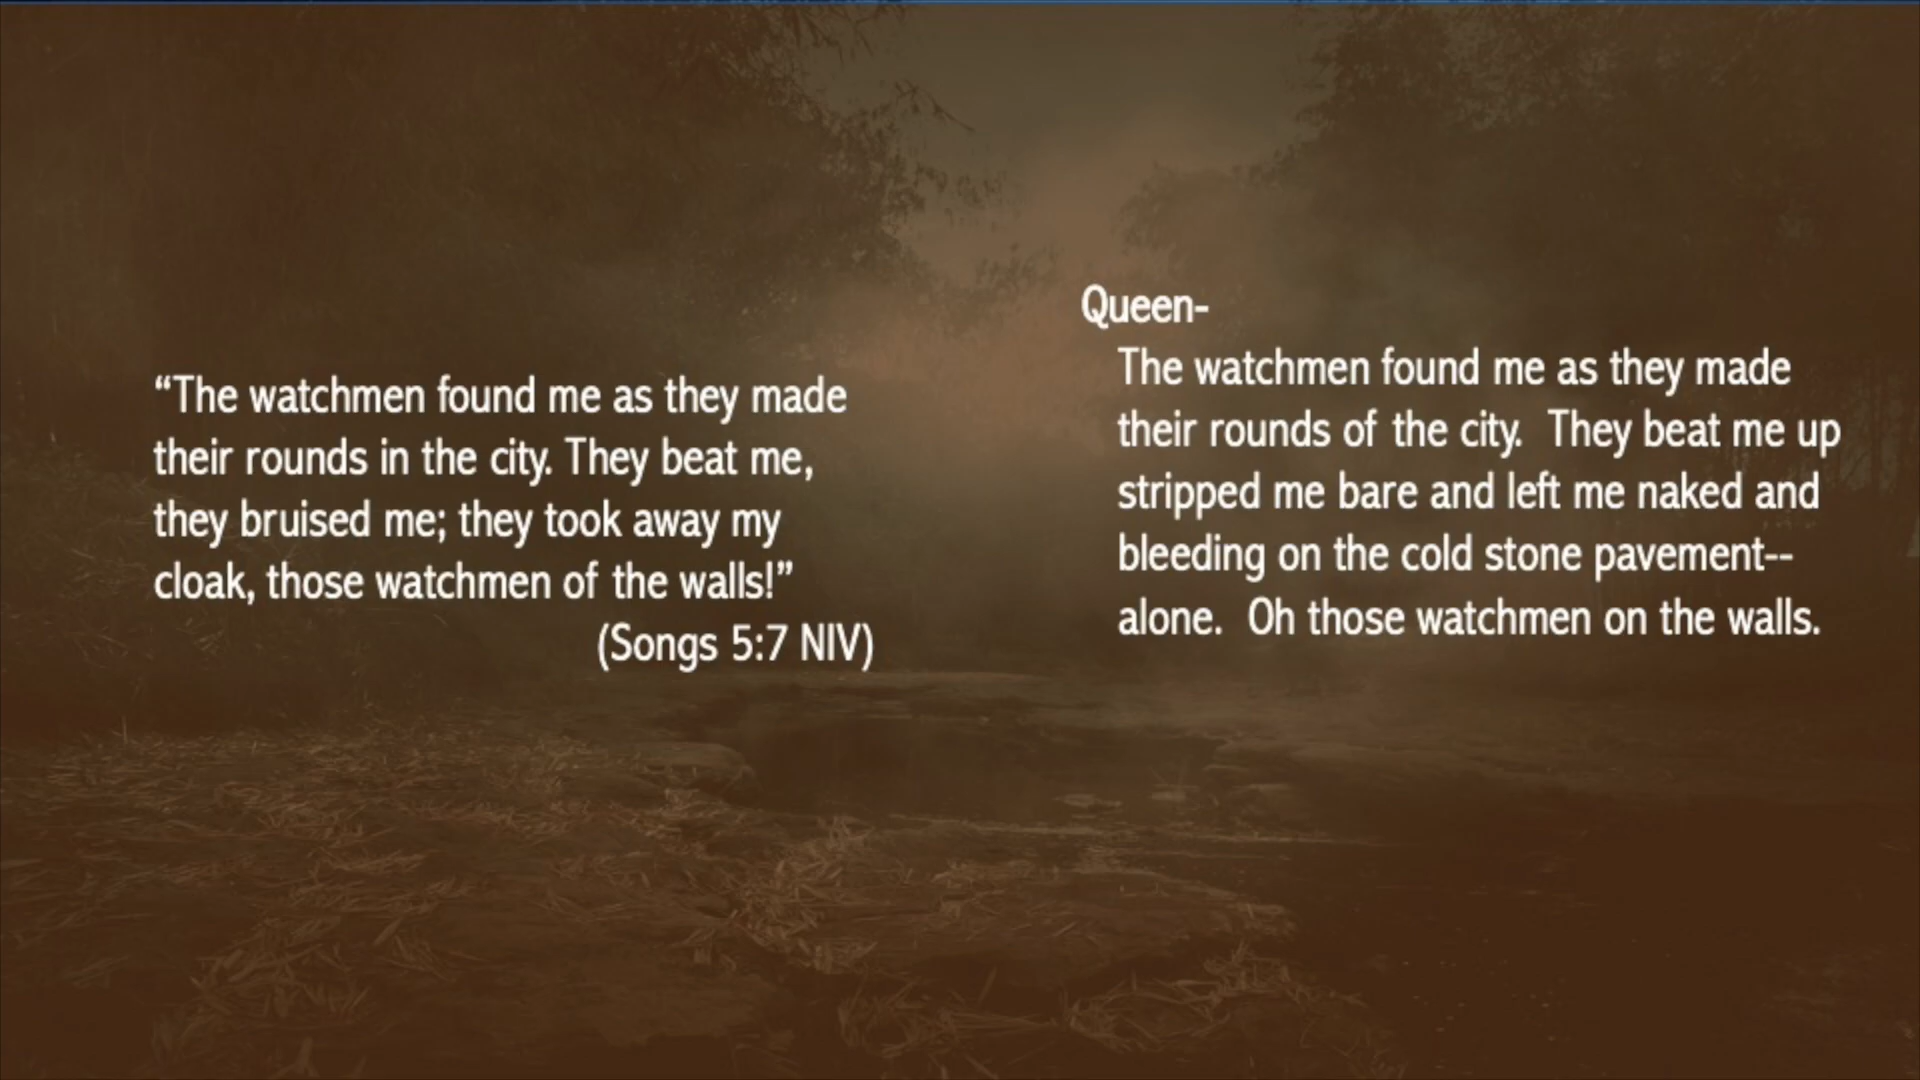 “The watchmen found me as they made
their rounds in the city. They beat me,
they bruised me; they took away my
cloak, those watchmen of the walls!”
(Songs 5:7 NIV)
Queen-
The watchmen found me as they made
their rounds of the city.  They beat me up
stripped me bare and left me naked and
bleeding on the cold stone pavement--
alone.  Oh those watchmen on the walls.